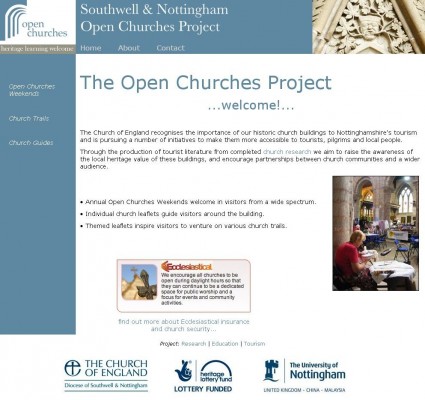 open
churches
heritage learning welcome
Southwell & Nottingham
Open Churches Project
Home About Contact
Open Churches
Weekends
Church Trails
Church Guides
The Open Churches Project
...welcome!...
The Church of England recognises the importance of our historic church buildings to Nottinghamshire's tourism
and is pursuing a number of initiatives to make them more accessible to tourists, pilgrims and local people.
Through the production of tourist literature from completed church research we aim to raise the awareness of
the local heritage value of these buildings, and encourage partnerships between church communities and a wider
audience.
• Annual Open Churches Weekends welcome in visitors from a wide spectrum.
• Individual church leaflets guide visitors around the building.
• Themed leaflets inspire visitors to venture on various church trails.
Ecclesiastical
We encourage all churches to be
open during daylight hours so that
they can continue to be a dedicated
space for public worship and a
focus for events and community
activities.
find out more about Ecclesiastical insurance
and church security...
Project: Research | Education | Tourism
THE CHURCH
OF ENGLAND
Diocese of Southwell & Nottingham
heritage
lottery fund
LOTTERY FUNDED
The University of
Nottingham
UNITED KINGDOM · CHINA · MALAYSIA